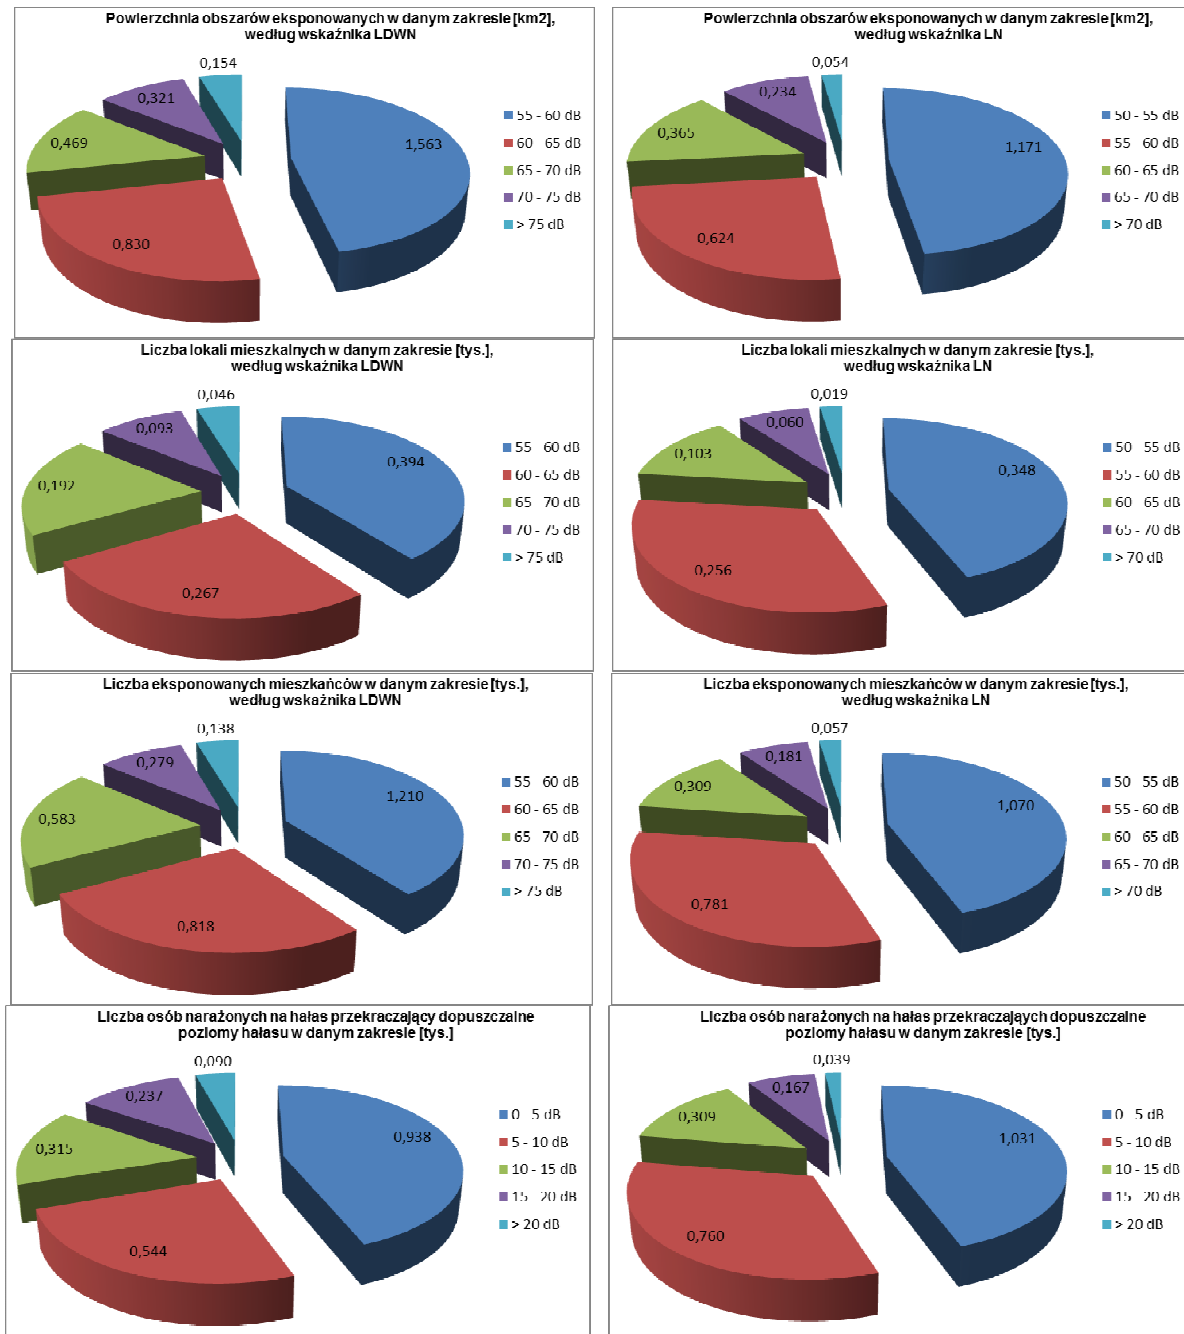 Powierzchnia obszarów eksponowanych w danym zakresie [km2],
według wskaźnika LDWN
0,154
0,321
0,469
1,563
0,830
55 - 60 dB
60 65 dB
65 - 70 dB
70 - 75 dB
> 75 dB
Powierzchnia obszarów eksponowanych w danym zakresie [km2],
według wskaźnika LN
0,054
0,234
0,365
1,171
0,624
50 - 55 dB
55 60 dB
60 - 65 dB
65 - 70 dB
> 70 dB
Liczba lokali mieszkalnych w danym zakresie [tys.],
według wskaźnika LDWN
0,046
0,093
0,192
0,394
0,267
55 60 dB
60 - 65 dB
65 70 dB
70 - 75 dB
> 75 dB
Liczba lokali mieszkalnych w danym zakresie [tys.],
według wskaźnika LN
0,019
0,060
0,103
0,348
0,256
50 55 dB
55 - 60 dB
60 65 dB
65 - 70 dB
> 70 dB
Liczba eksponowanych mieszkańców w danym zakresie [tys.],
według wskaźnika LDWN
0,138
0,279
0,583
1,210
0,818
55 60 dB
60 - 65 dB
65 70 dB
70 - 75 dB
> 75 dB
Liczba eksponowanych mieszkańców w danym zakresie [tys.],
według wskaźnika LN
0,057
0,181
0,309
1,070
0,781
50 55 dB
55 - 60 dB
60 65 dB
65 - 70 dB
> 70 dB
Liczba osób narażonych na hałas przekraczający dopuszczalne
poziomy hałasu w danym zakresie [tys.]
0,090
0,237
0,315
0,938
0,544
0 5 dB
5 - 10 dB
10 - 15 dB
15 20 dB
> 20 dB
Liczba osób narażonych na hałas przekraczająych dopuszczalne
poziomy hałasu w danym zakresie [tys.]
0,039
0,167
0,309
1,031
0,760
0 5 dB
5 - 10 dB
10 - 15 dB
15 20 dB
> 20 dB